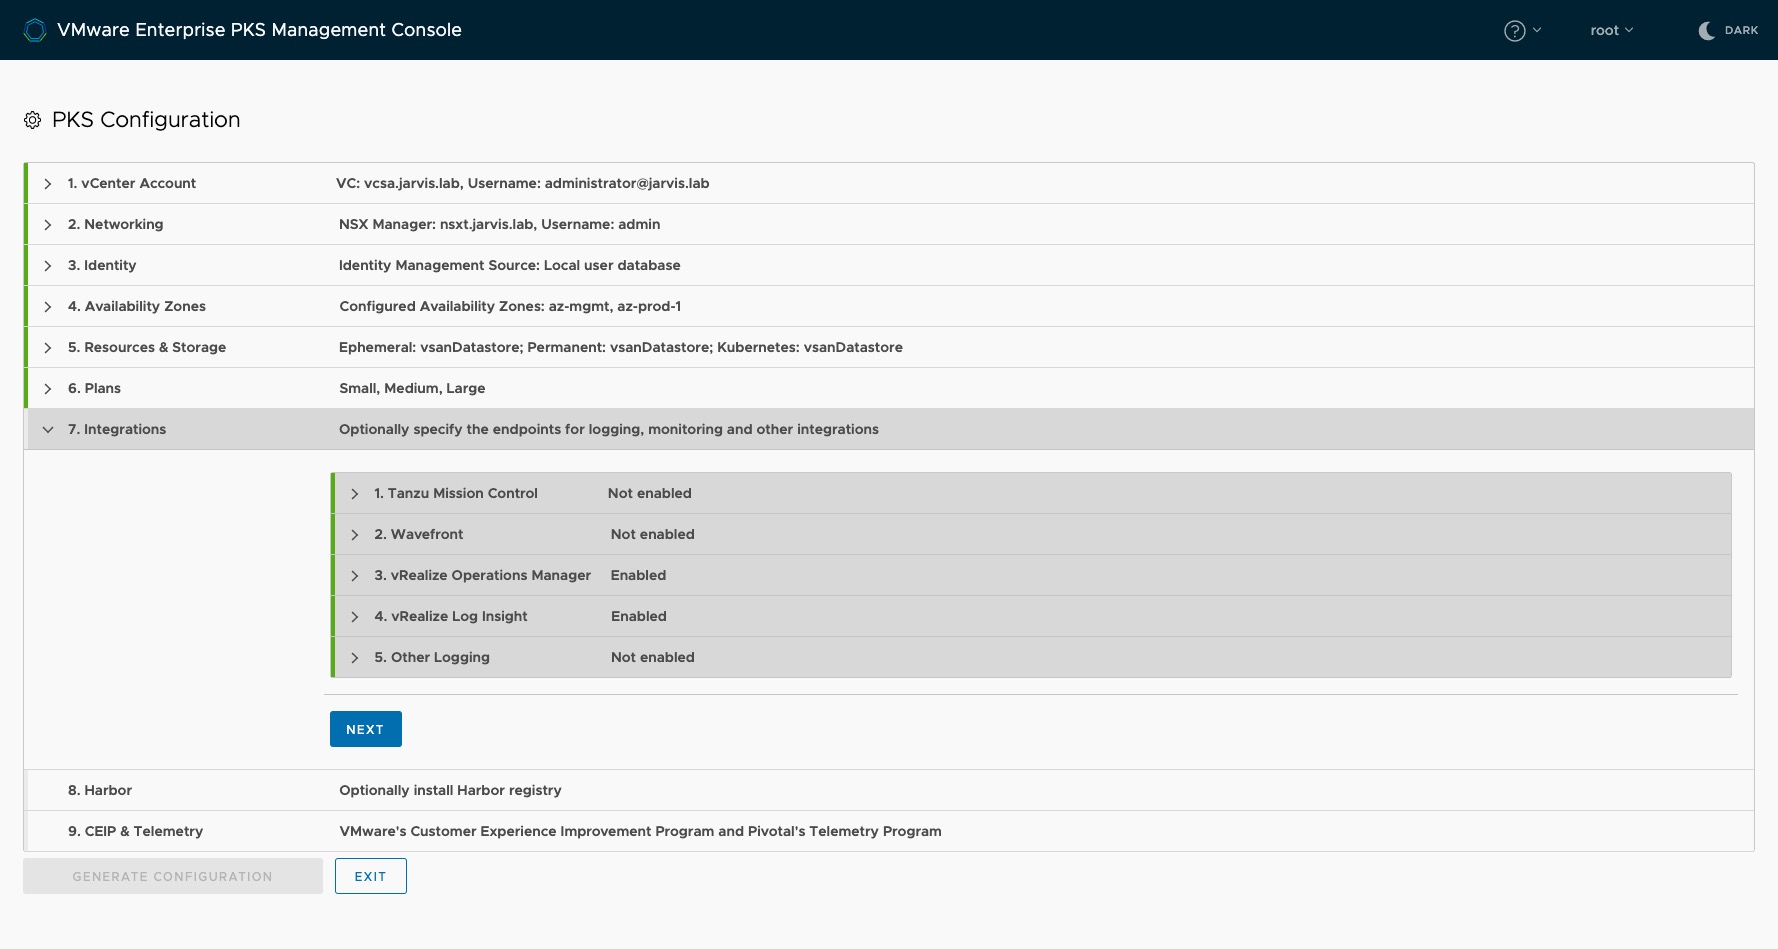 VMware Enterprise PKS Management Console
? root DARK
PKS Configuration
1. vCenter Account VC: vcsa.jarvis.lab, Username: administrator@jarvis.lab
2. Networking NSX Manager: nsxt.jarvis.lab, Username: admin
3. Identity Identity Management Source: Local user database
4. Availability Zones Configured Availability Zones: az-mgmt, az-prod-1
5. Resources & Storage Ephemeral: vsanDatastore; Permanent: vsanDatastore; Kubernetes: vsanDatastore
6. Plans Small, Medium, Large
7. Integrations Optionally specify the endpoints for logging, monitoring and other integrations
1. Tanzu Mission Control Not enabled
2. Wavefront Not enabled
3. vRealize Operations Manager Enabled
4. vRealize Log Insight Enabled
5. Other Logging Not enabled
NEXT
8. Harbor Optionally install Harbor registry
9. CEIP & Telemetry VMware's Customer Experience Improvement Program and Pivotal's Telemetry Program
GENERATE CONFIGURATION EXIT